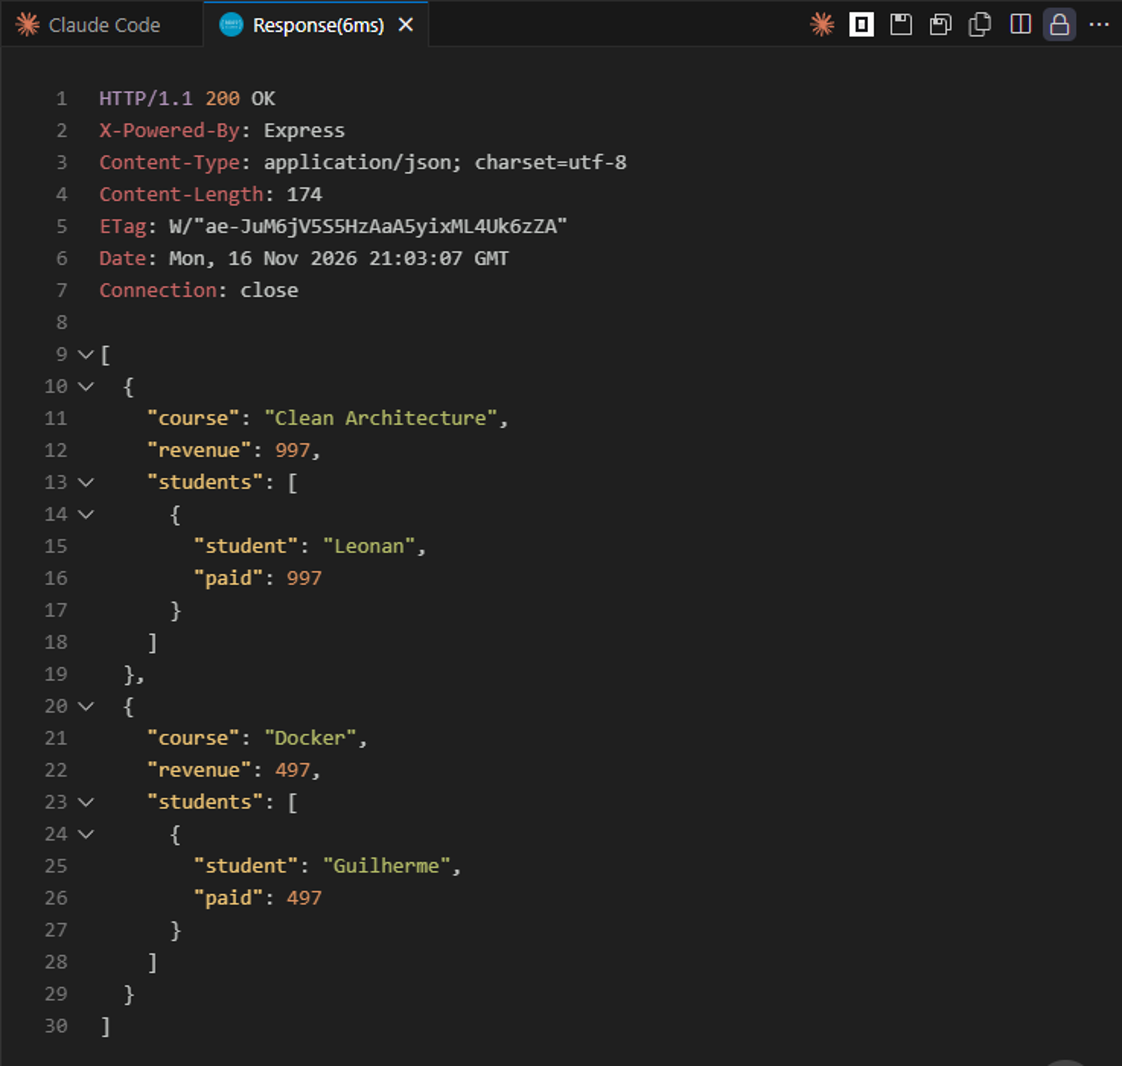 Claude Code
Response(6ms)
1 HTTP/1.1 200 OK
2 X-Powered-By: Express
3 Content-Type: application/json; charset=utf-8
4 Content-Length: 174
5 ETag: W/"ae-JuM6jV5S5HzAaA5yixML4Uk6zZA"
6 Date: Mon, 16 Nov 2026 21:03:07 GMT
7 Connection: close
8
9 [
10 {
11 "course": "Clean Architecture",
12 "revenue": 997,
13 "students": [
14 {
15 "student": "Leonan",
16 "paid": 997
17 }
18 ]
19 },
20 {
21 "course": "Docker",
22 "revenue": 497,
23 "students": [
24 {
25 "student": "Guilherme",
26 "paid": 497
27 }
28 ]
29 }
30 ]